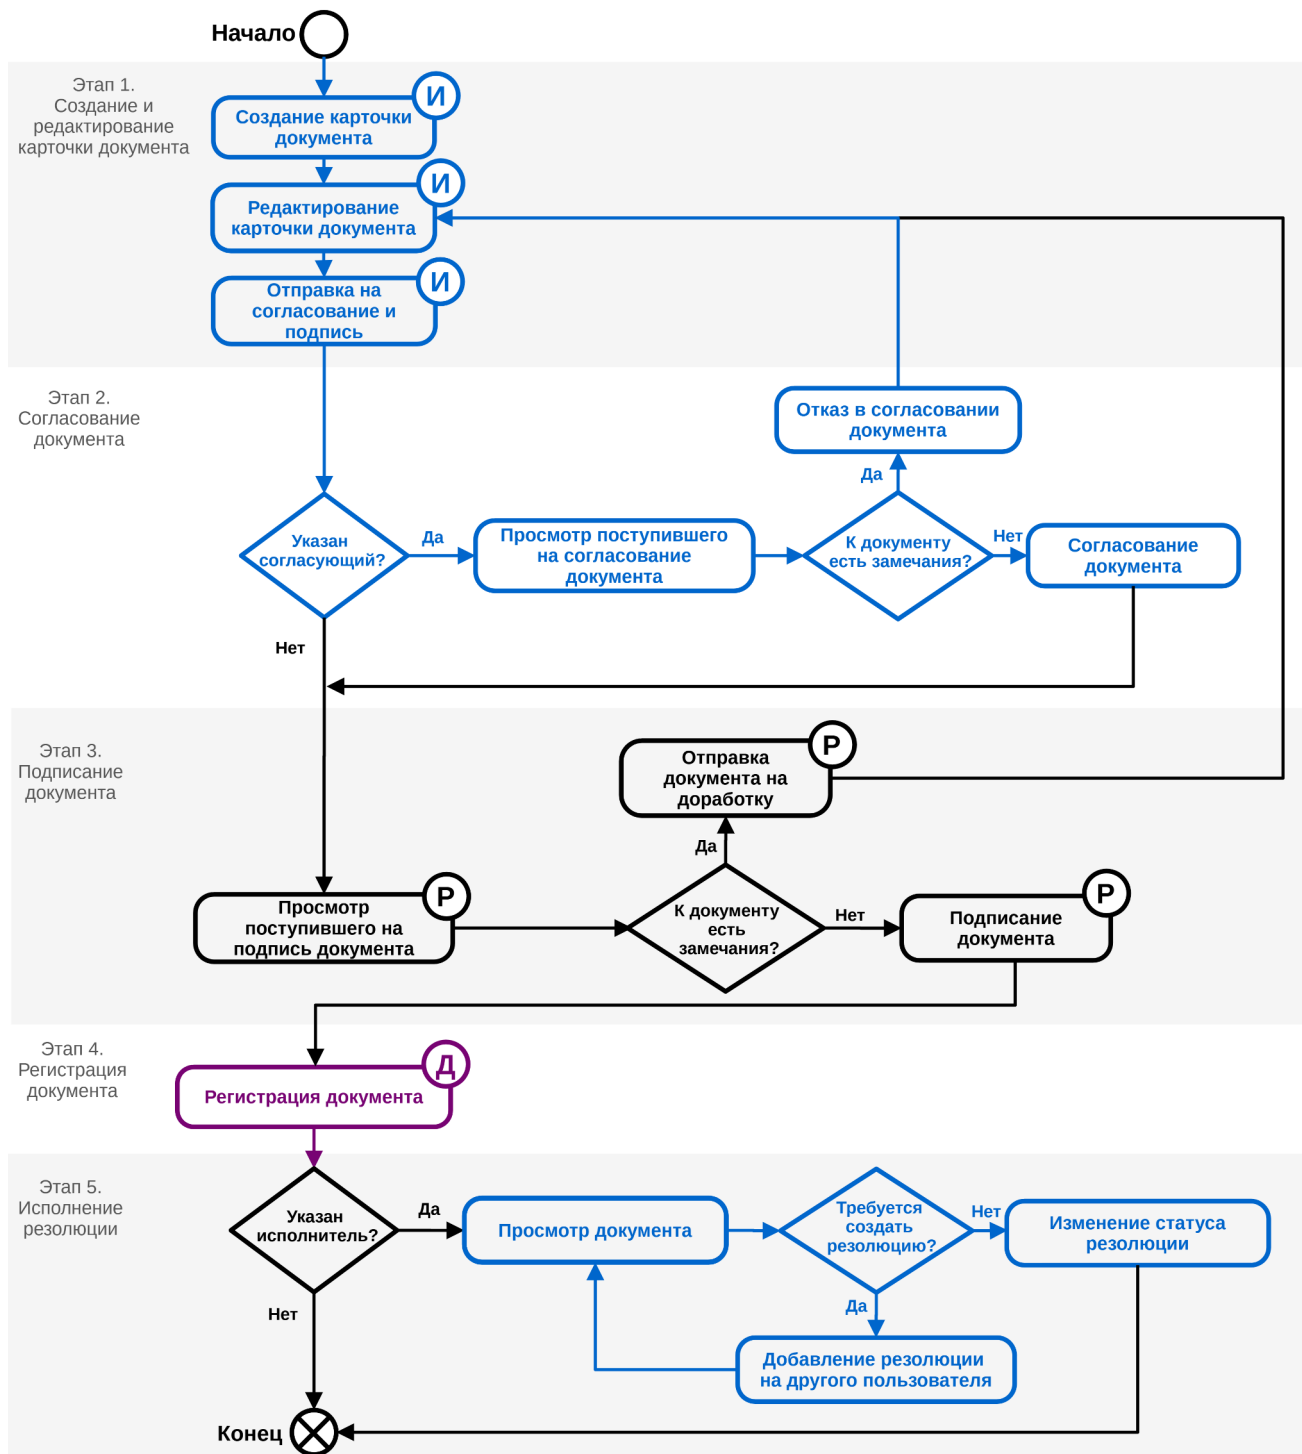 Начало
Этап 1.
Создание и
редактирование
карточки документа
И
Создание карточки
документа
И
Редактирование
карточки документа
И
Отправка на
согласование и
подпись
Этап 2.
Согласование
документа
Отказ в согласовании
документа
Да
Указан
согласующий?
Да
Просмотр поступившего
на согласование
документа
К документу
есть замечания?
Нет
Согласование
документа
Нет
Этап 3.
Подписание
документа
Р
Отправка
документа на
доработку
Да
Р
Просмотр
поступившего на
подпись документа
К документу
есть
замечания?
Нет
Р
Подписание
документа
Этап 4.
Регистрация
документа
Д
Регистрация документа
Этап 5.
Исполнение
резолюции
Указан
исполнитель?
Да
Просмотр документа
Требуется
создать
резолюцию?
Нет
Изменение статуса
резолюции
Нет
Да
Добавление резолюции
на другого пользователя
Конец